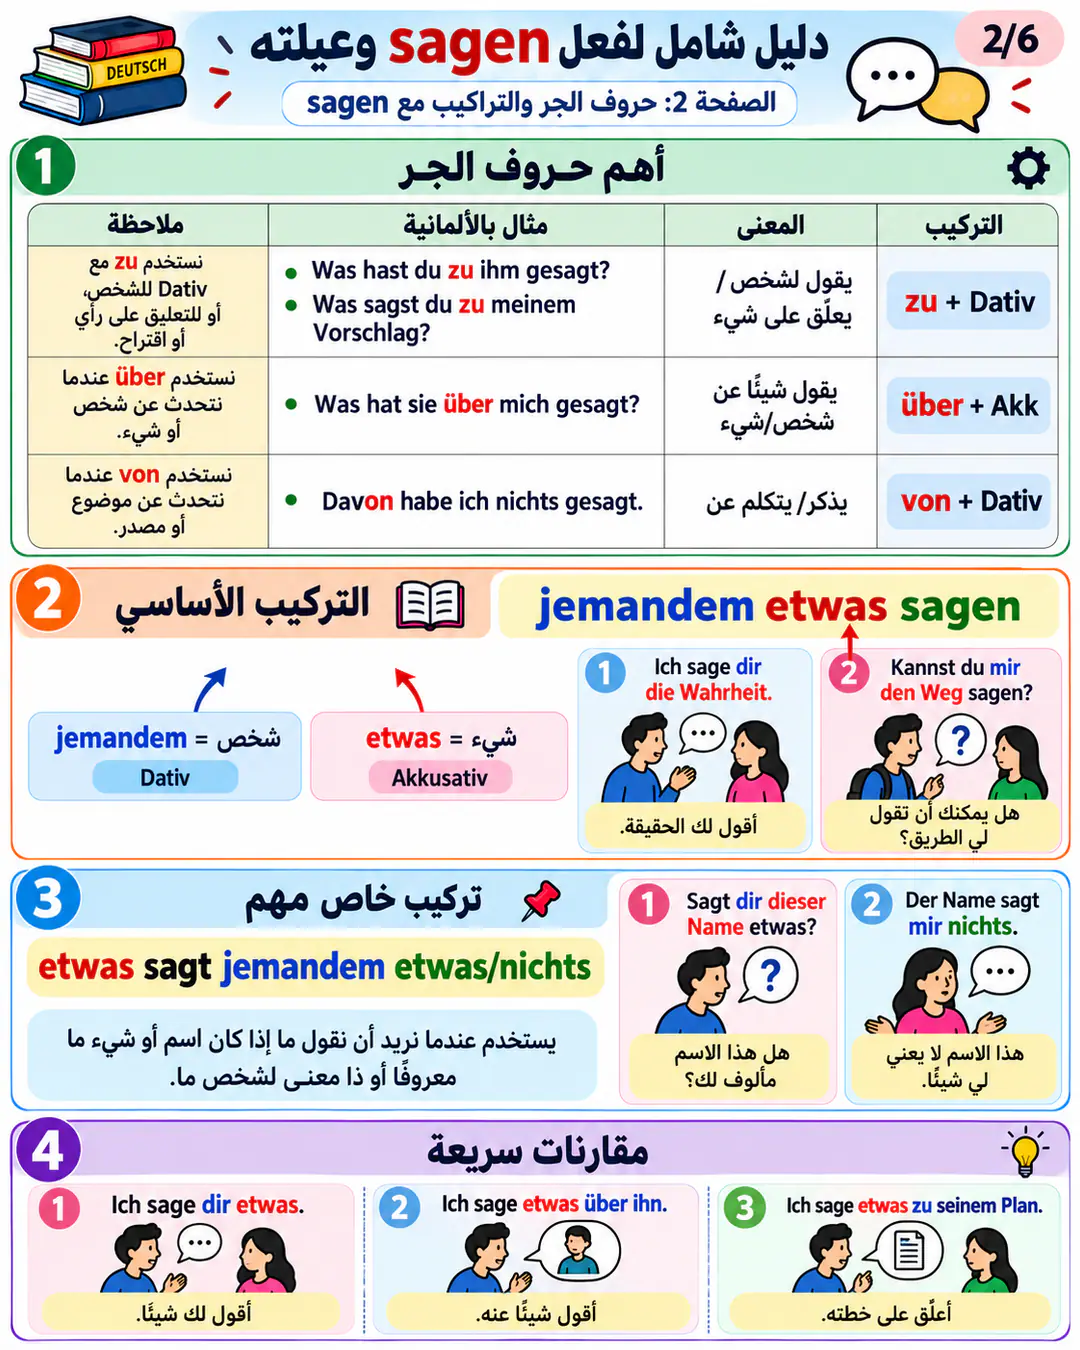 دليل شامل لفعل sagen وعيلته
2/6
DEUTSCH
الصفحة 2: حروف الجر والتراكيب مع sagen
1
أهم حروف الجر
التركيب
المعنى
مثال بالألمانية
ملاحظة
zu + Dativ
يقول لشخص /
يعلّق على شيء
Was hast du zu ihm gesagt?
Was sagst du zu meinem
Vorschlag?
نستخدم zu مع
Dativ للشخص،
أو للتعليق على رأي
أو اقتراح.
über + Akk
يقول شيئًا عن
شخص/شيء
Was hat sie über mich gesagt?
نستخدم über عندما
نتحدث عن شخص
أو شيء.
von + Dativ
يذكر/ يتكلم عن
Davon habe ich nichts gesagt.
نستخدم von عندما
نتحدث عن موضوع
أو مصدر.
2
التركيب الأساسي
jemandem etwas sagen
jemandem = شخص
Dativ
etwas = شيء
Akkusativ
1
Ich sage dir
die Wahrheit.
أقول لك الحقيقة.
2
Kannst du mir
den Weg sagen?
?
هل يمكنك أن تقول
لي الطريق؟
3
تركيب خاص مهم
etwas sagt jemandem etwas/nichts
يستخدم عندما نريد أن نقول ما إذا كان اسم أو شيء ما
معروفًا أو ذا معنى لشخص ما.
1
Sagt dir dieser
Name etwas?
?
هل هذا الاسم
مألوف لك؟
2
Der Name sagt
mir nichts.
هذا الاسم لا يعني
لي شيئًا.
4
مقارنات سريعة
1
Ich sage dir etwas.
أقول لك شيئًا.
2
Ich sage etwas über ihn.
أقول شيئًا عنه.
3
Ich sage etwas zu seinem Plan.
أعلّق على خطته.